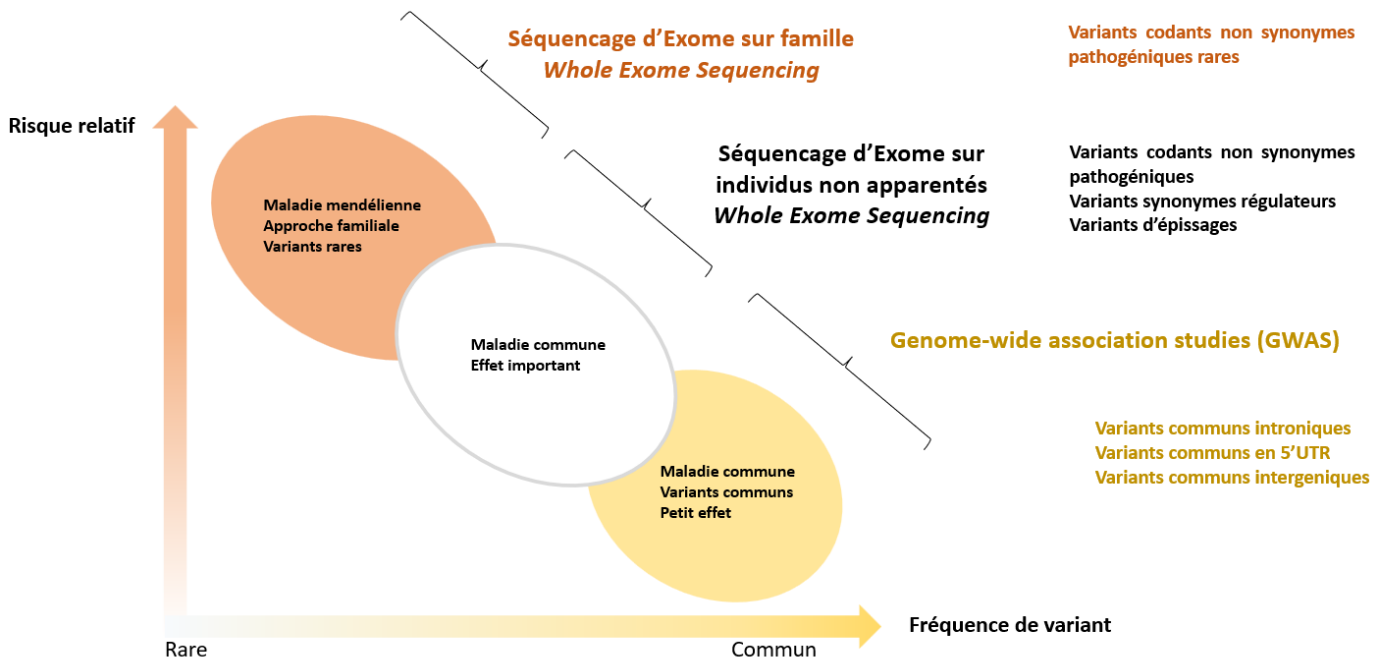 Séquencage d’Exome sur famille
Whole Exome Sequencing
Variants codants non synonymes
pathogéniques rares
Risque relatif
Maladie mendélienne
Approche familiale
Variants rares
Séquencage d’Exome sur
individus non apparentés
Whole Exome Sequencing
Variants codants non synonymes
pathogéniques
Variants synonymes régulateurs
Variants d’épissages
Maladie commune
Effet important
Genome-wide association studies (GWAS)
Variants communs introniques
Variants communs en 5’UTR
Variants communs intergeniques
Maladie commune
Variants communs
Petit effet
Fréquence de variant
Rare
Commun